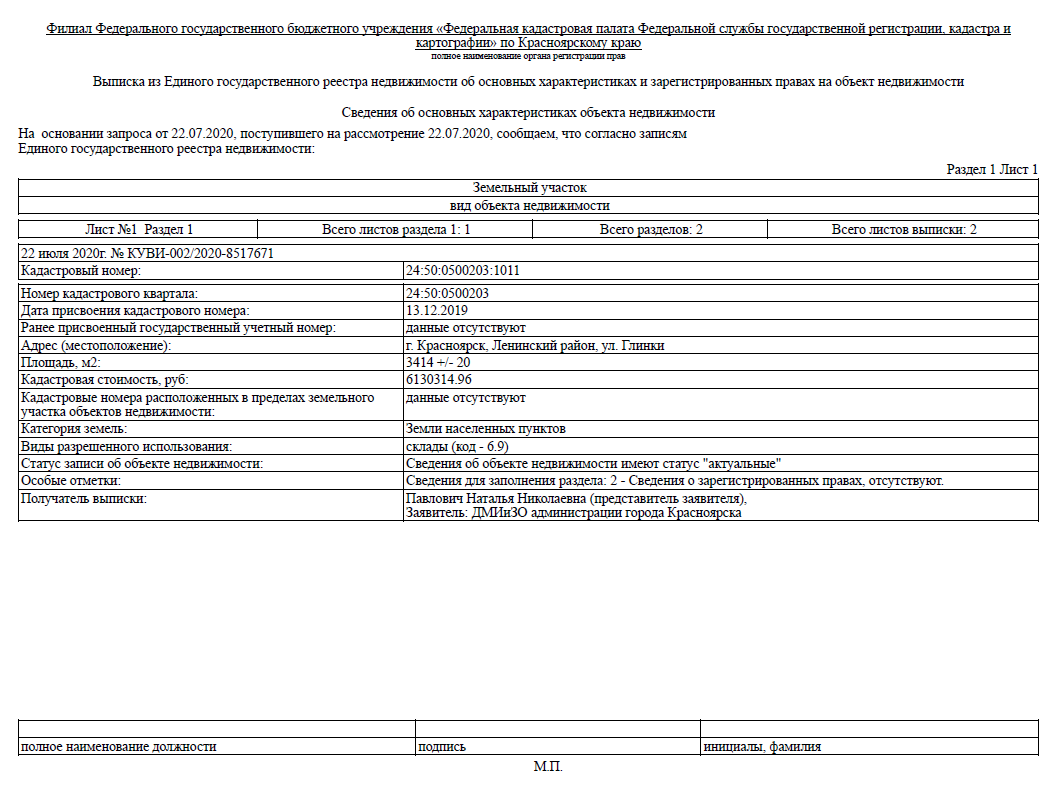 Филиал Федерального государственного бюджетного учреждения «Федеральная кадастровая палата Федеральной службы государственной регистрации, кадастра и
картографии» по Красноярскому краю
полное наименование органа регистрации прав
Выписка из Единого государственного реестра недвижимости об основных характеристиках и зарегистрированных правах на объект недвижимости
Сведения об основных характеристиках объекта недвижимости
На основании запроса от 22.07.2020, поступившего на рассмотрение 22.07.2020, сообщаем, что согласно записям
Единого государственного реестра недвижимости:
Раздел 1 Лист 1
Земельный участок
вид объекта недвижимости
Лист №1 Раздел 1 Всего листов раздела 1: 1 Всего разделов: 2 Всего листов выписки: 2
22 июля 2020г. № КУВИ-002/2020-8517671
Кадастровый номер: 24:50:0500203:1011
Номер кадастрового квартала: 24:50:0500203
Дата присвоения кадастрового номера: 13.12.2019
Ранее присвоенный государственный учетный номер: данные отсутствуют
Адрес (местоположение): г. Красноярск, Ленинский район, ул. Глинки
Площадь, м2: 3414 +/- 20
Кадастровая стоимость, руб: 6130314.96
Кадастровые номера расположенных в пределах земельного данные отсутствуют
участка объектов недвижимости:
Категория земель: Земли населенных пунктов
Виды разрешенного использования: склады (код - 6.9)
Статус записи об объекте недвижимости: Сведения об объекте недвижимости имеют статус "актуальные"
Особые отметки: Сведения для заполнения раздела: 2 - Сведения о зарегистрированных правах, отсутствуют.
Получатель выписки: Павлович Наталья Николаевна (представитель заявителя),
Заявитель: ДМИиЗО администрации города Красноярска
полное наименование должности подпись инициалы, фамилия
М.П.